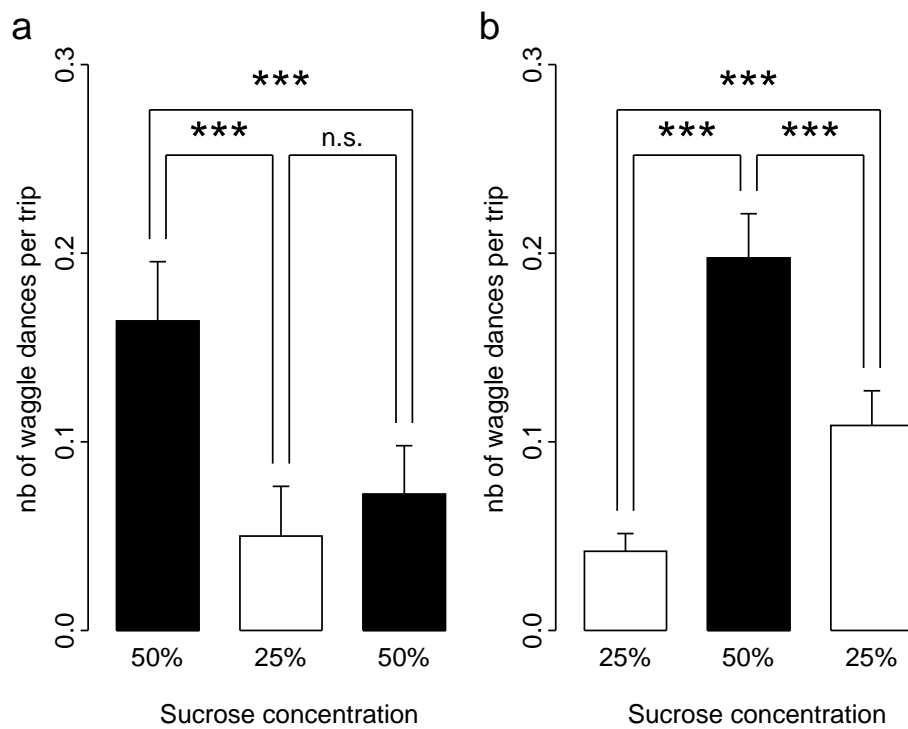 a
nb of waggle dances per trip
0.3
0.2
0.1
0.0
***
***
n.s.
50%
25%
50%
Sucrose concentration
b
nb of waggle dances per trip
0.3
0.2
0.1
0.0
***
***
***
25%
50%
25%
Sucrose concentration